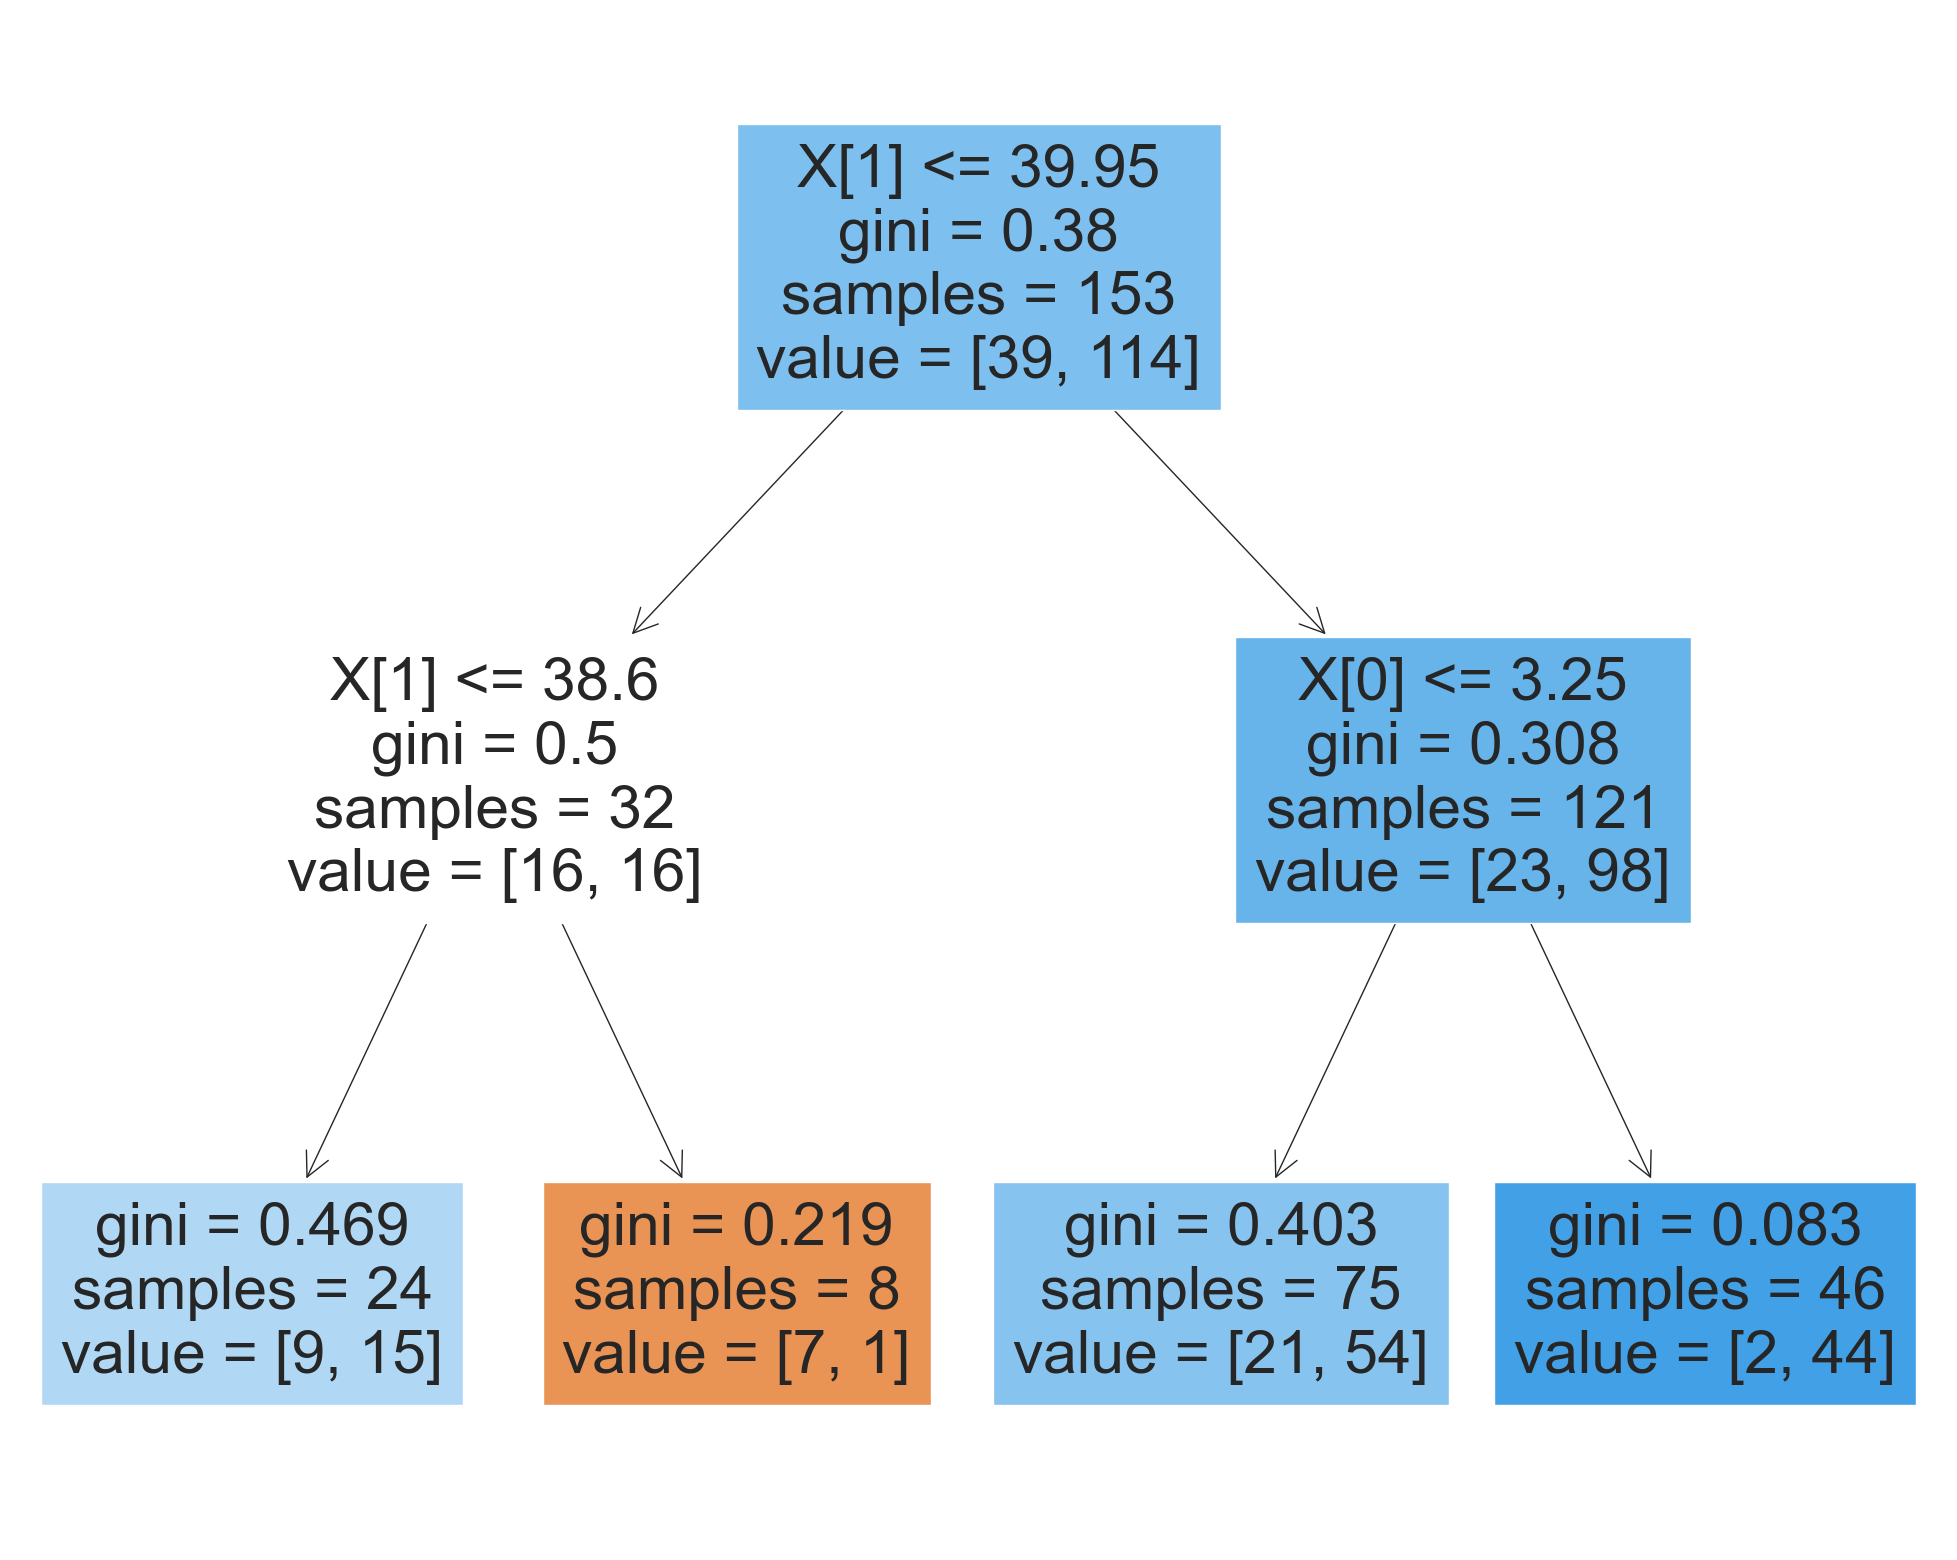 X[1] <= 39.95
gini = 0.38
samples = 153
value = [39, 114]
X[1] <= 38.6
gini = 0.5
samples = 32
value = [16, 16]
X[0] <= 3.25
gini = 0.308
samples = 121
value = [23, 98]
gini = 0.469
samples = 24
value = [9, 15]
gini = 0.219
samples = 8
value = [7, 1]
gini = 0.403
samples = 75
value = [21, 54]
gini = 0.083
samples = 46
value = [2, 44]